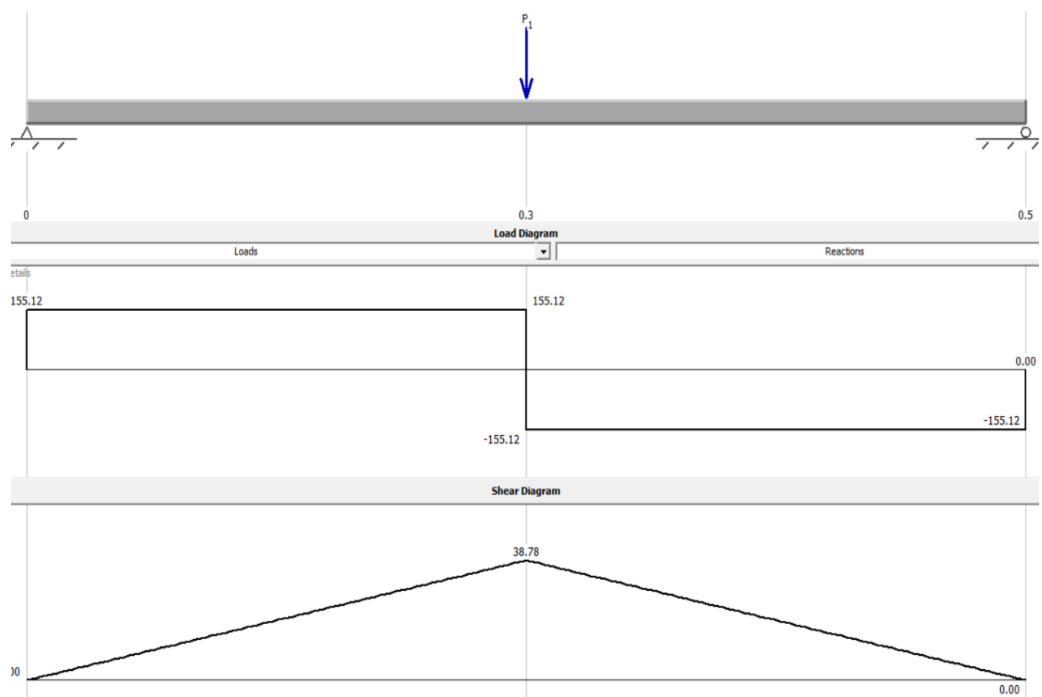 P1
0 0.3 0.5
Load Diagram
Loads Reactions
etails
155.12 155.12
0.00
-155.12
-155.12
Shear Diagram
38.78
00
0.00